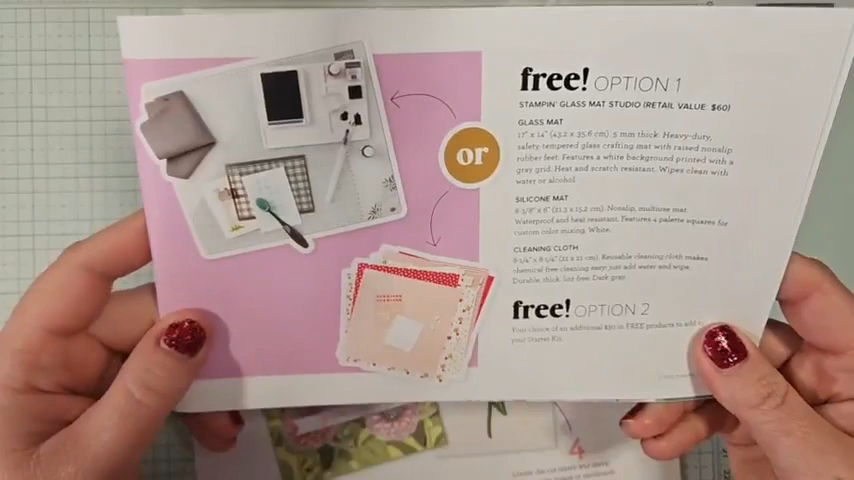 free! OPTION 1
STAMPIN' GLASS MAT STUDIO (RETAIL VALUE: $60)
GLASS MAT
17" x 14" (43.2 x 35.6 cm). 5 mm thick. Heavy-duty,
safety-tempered glass crafting mat with raised nonslip
rubber feet. Features a white background printed with a
gray grid. Heat and scratch resistant. Wipes clean with
water or alcohol.
or
SILICONE MAT
8-3/8" x 6" (21.3 x 15.2 cm). Nonslip, multiuse mat.
Waterproof and heat resistant. Features 4 palette squares for
custom color mixing. White.
CLEANING CLOTH
8-1/4" x 8-1/4" (21 x 21 cm). Reusable cleaning cloth makes
chemical free cleaning easy; just add water and wipe.
Durable, thick, lint free. Dark gray.
free! OPTION 2
Your choice of an additional $30 in FREE products to add to
your Starter Kit.
4